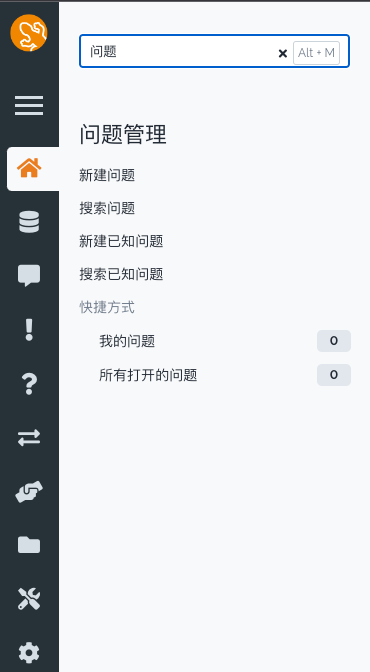 问题
Alt + M
问题管理
新建问题
搜索问题
新建已知问题
搜索已知问题
快捷方式
我的问题 0
所有打开的问题 0